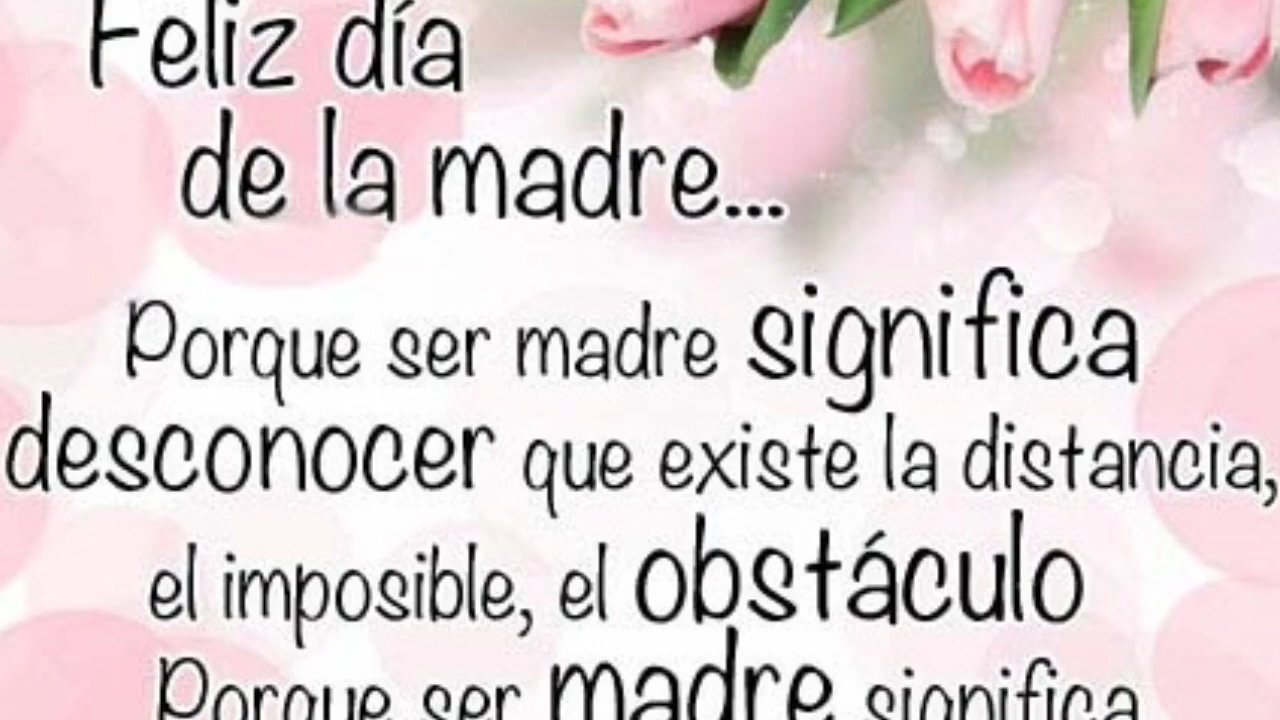 Feliz día
de la madre...
Porque ser madre significa
desconocer que existe la distancia,
el imposible, el obstáculo
Porque ser madre significa